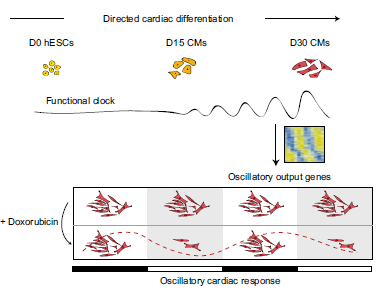 Directed cardiac differentiation
D0 hESCs D15 CMs D30 CMs
Functional clock
Oscillatory output genes
+ Doxorubicin
Oscillatory cardiac response